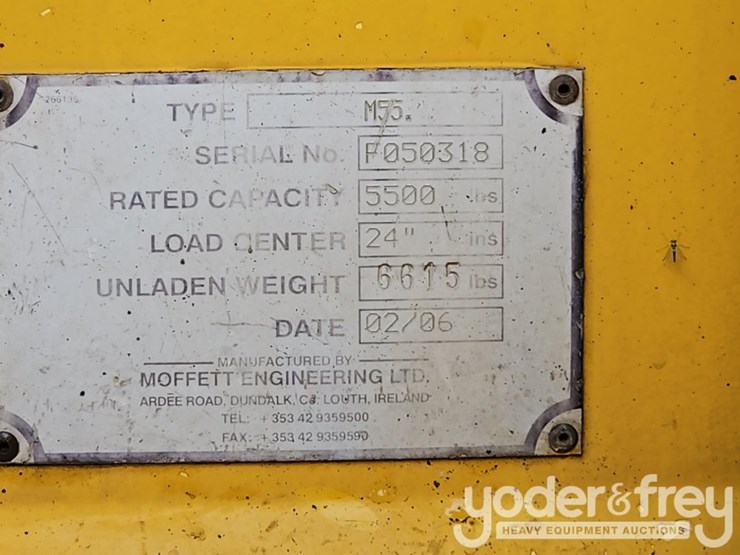 TYPE M55.
SERIAL No. F050318
RATED CAPACITY 5500 lbs
LOAD CENTER 24" ins
UNLADEN WEIGHT 6615 lbs
DATE 02/06
MANUFACTURED BY
MOFFETT ENGINEERING LTD.
ARDEE ROAD, DUNDALK, Co. LOUTH, IRELAND
TEL: +353 42 9359500
FAX: +353 42 9359590
yoder&frey
HEAVY EQUIPMENT AUCTIONS